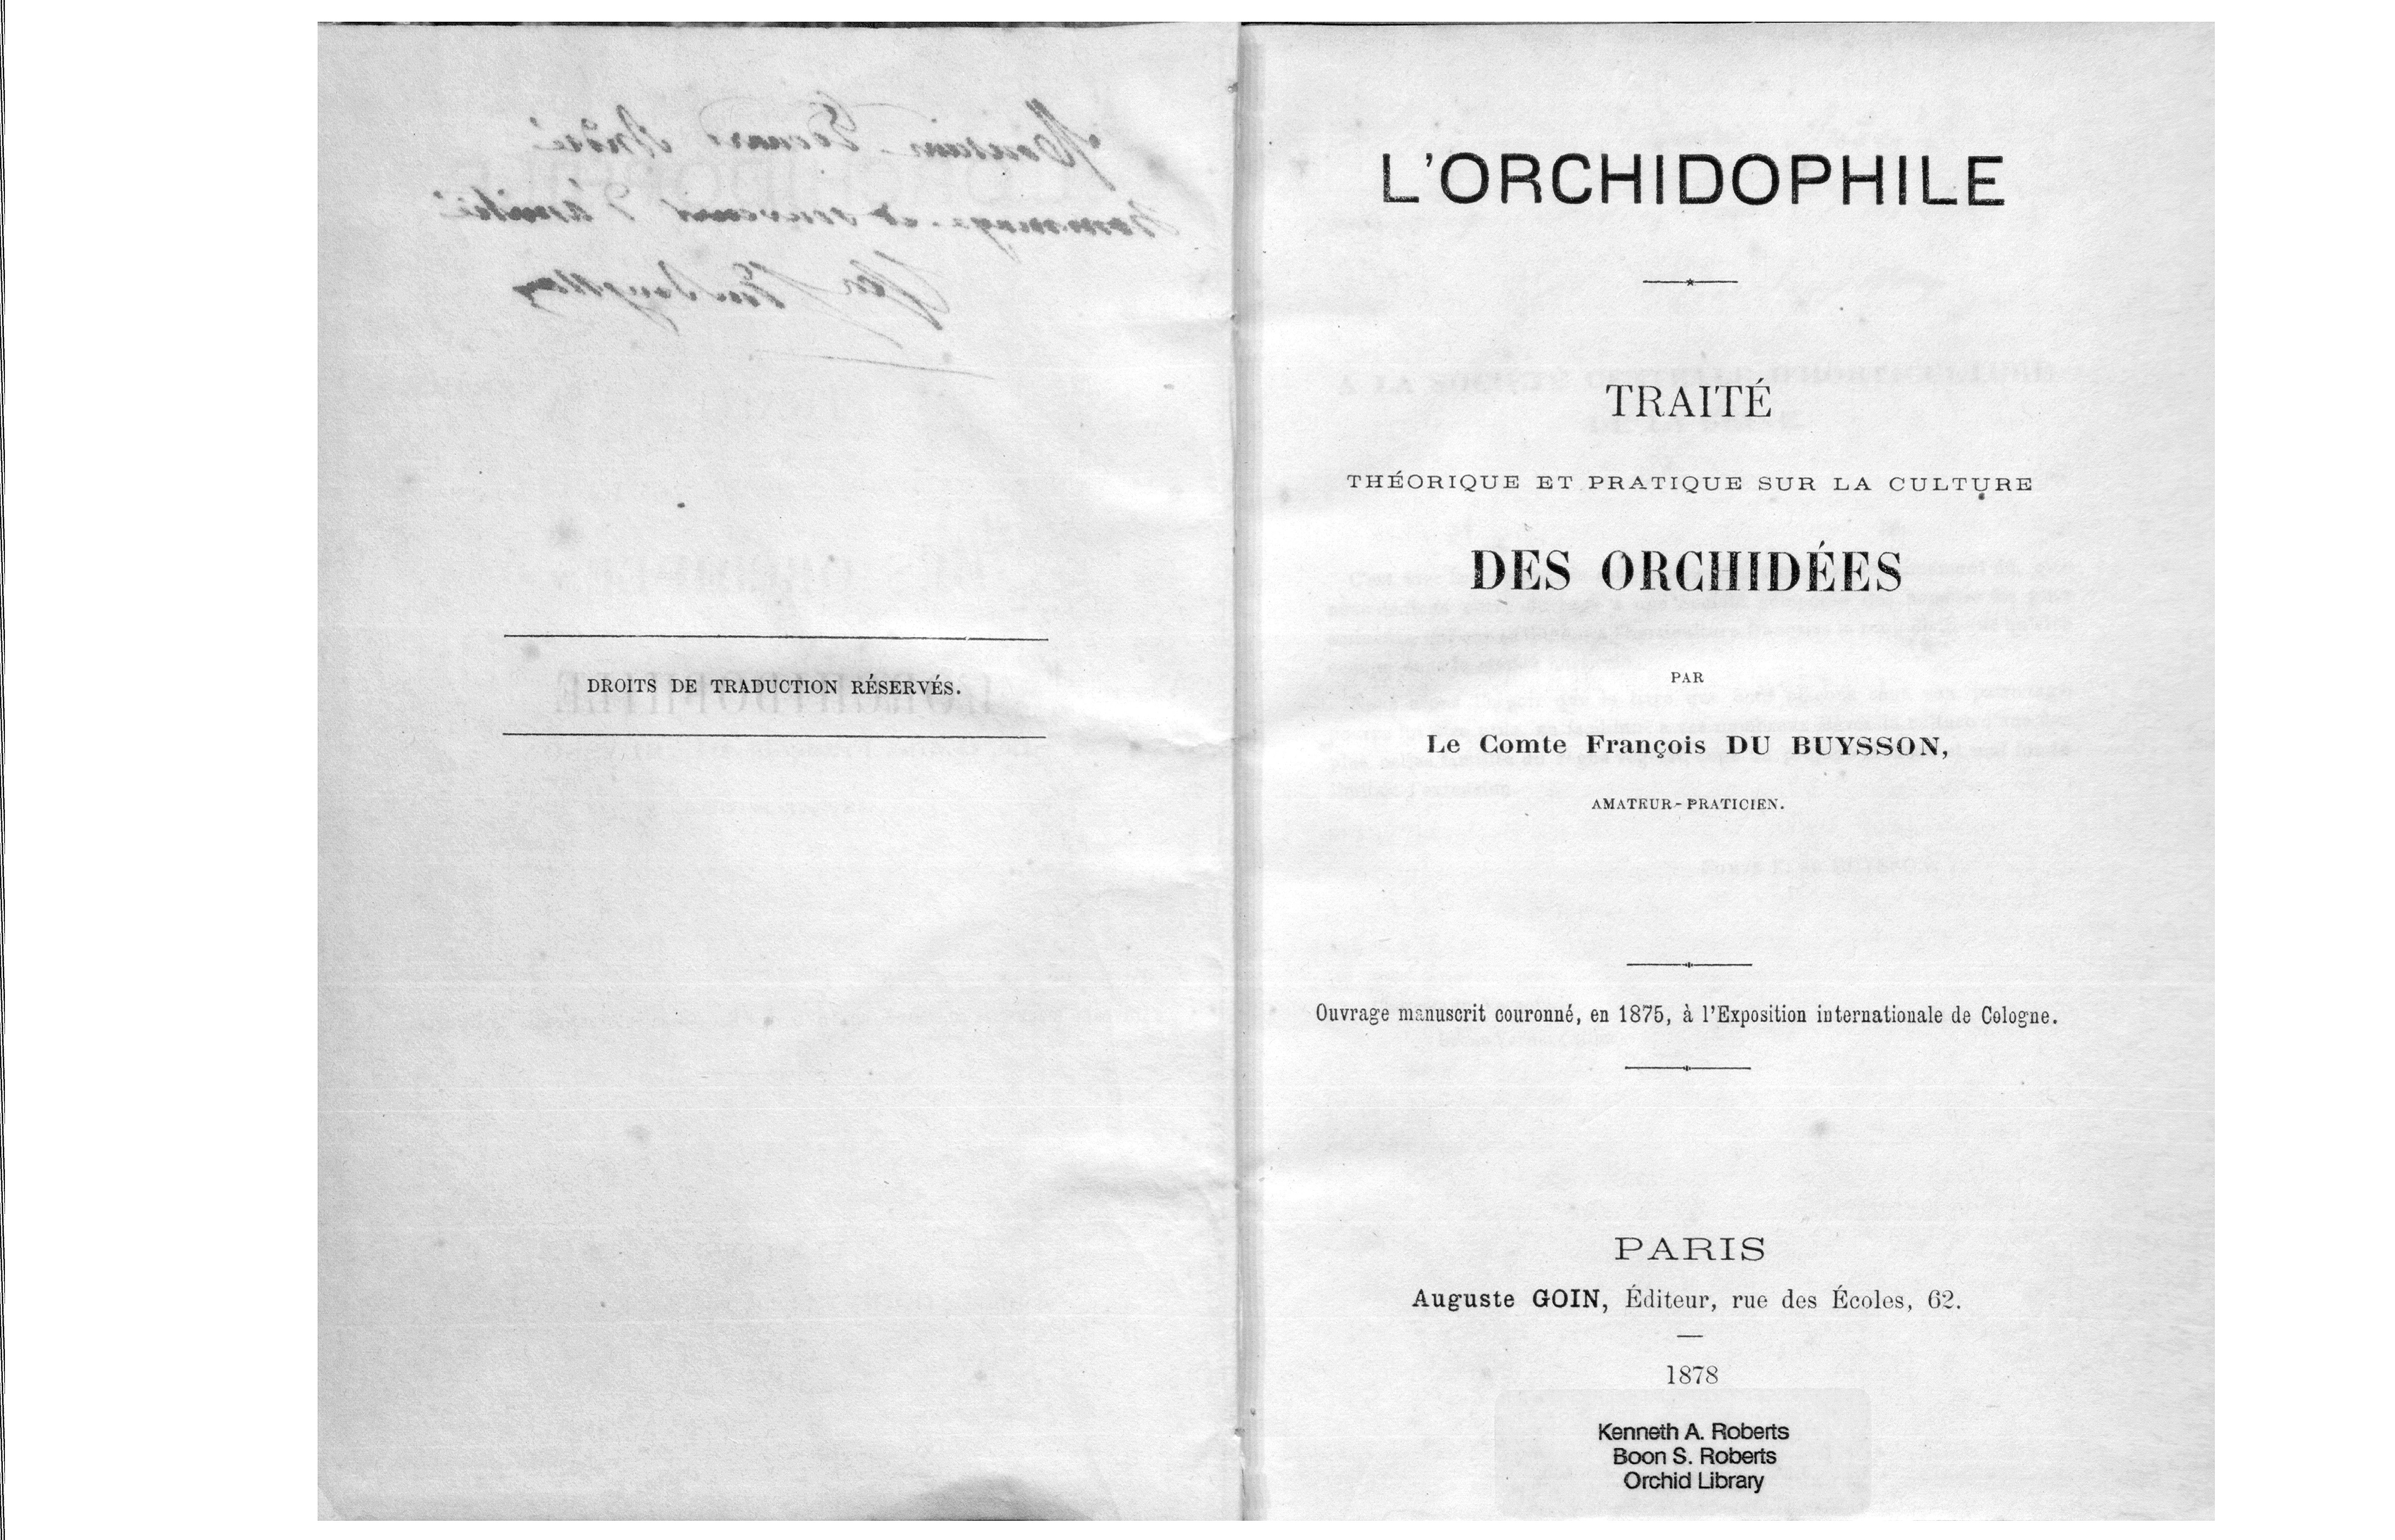 DROITS DE TRADUCTION RÉSERVÉS.
L'ORCHIDOPHILE
TRAITÉ
THÉORIQUE ET PRATIQUE SUR LA CULTURE
DES ORCHIDÉES
PAR
Le Comte François DU BUYSSON,
AMATEUR-PRATICIEN.
Ouvrage manuscrit couronné, en 1875, à l'Exposition internationale de Cologne.
PARIS
Auguste GOIN, Éditeur, rue des Écoles, 62.
1878
Kenneth A. Roberts
Boon S. Roberts
Orchid Library